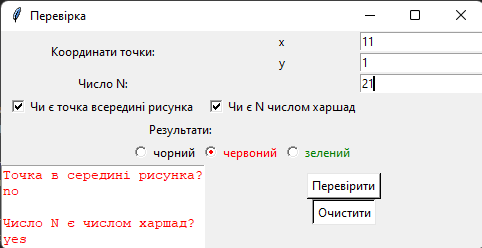 Перевірка
Координати точки:
x
11
y
1
Число N:
21
Чи є точка всередині рисунка
Чи є N числом харшад
Результати:
чорний
червоний
зелений
Точка в середині рисунка?
no
Число N є числом харшад?
yes
Перевірити
Очистити